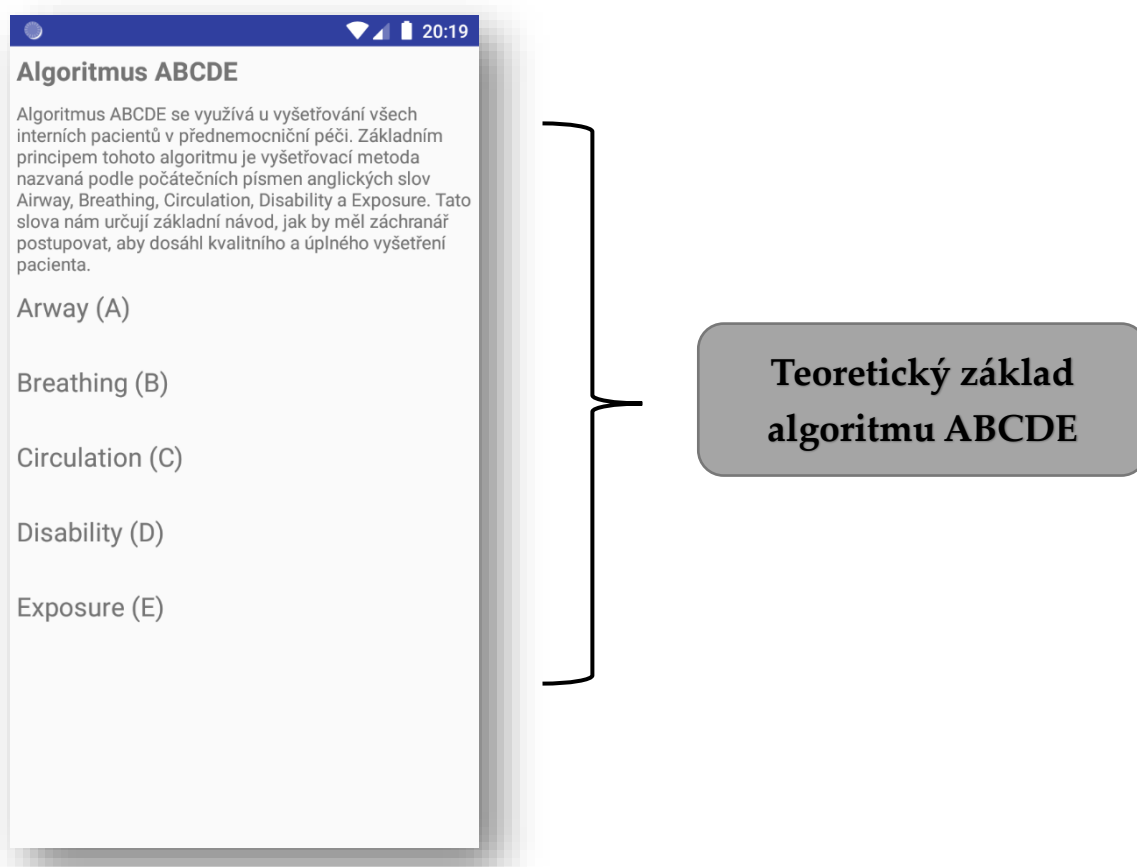 20:19
Algoritmus ABCDE
Algoritmus ABCDE se využívá u vyšetřování všech
interních pacientů v přednemocniční péči. Základním
principem tohoto algoritmu je vyšetřovací metoda
nazvaná podle počátečních písmen anglických slov
Airway, Breathing, Circulation, Disability a Exposure. Tato
slova nám určují základní návod, jak by měl záchranář
postupovat, aby dosáhl kvalitního a úplného vyšetření
pacienta.
Arway (A)
Breathing (B)
Circulation (C)
Disability (D)
Exposure (E)
Teoretický základ
algoritmu ABCDE